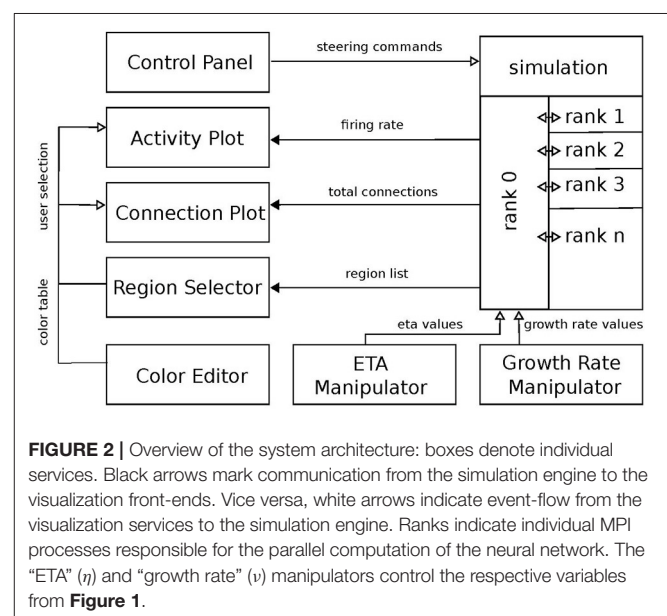 steering commands
Control Panel
simulation
firing rate
Activity Plot
rank 1
rank 2
rank 3
rank n
rank 0
user selection
total connections
Connection Plot
region list
Region Selector
color table
eta values
growth rate values
Color Editor
ETA
Manipulator
Growth Rate
Manipulator
FIGURE 2 | Overview of the system architecture: boxes denote individual
services. Black arrows mark communication from the simulation engine to the
visualization front-ends. Vice versa, white arrows indicate event-flow from the
visualization services to the simulation engine. Ranks indicate individual MPI
processes responsible for the parallel computation of the neural network. The
“ETA” (η) and “growth rate” (ν) manipulators control the respective variables
from Figure 1.